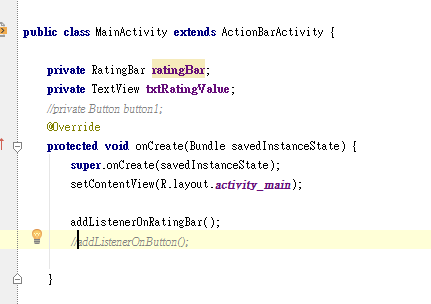 public class MainActivity extends ActionBarActivity {
private RatingBar ratingBar;
private TextView txtRatingValue;
//private Button button1;
@Override
protected void onCreate(Bundle savedInstanceState) {
super.onCreate(savedInstanceState);
setContentView(R.layout.activity_main);
addListenerOnRatingBar();
//addListenerOnButton();
}